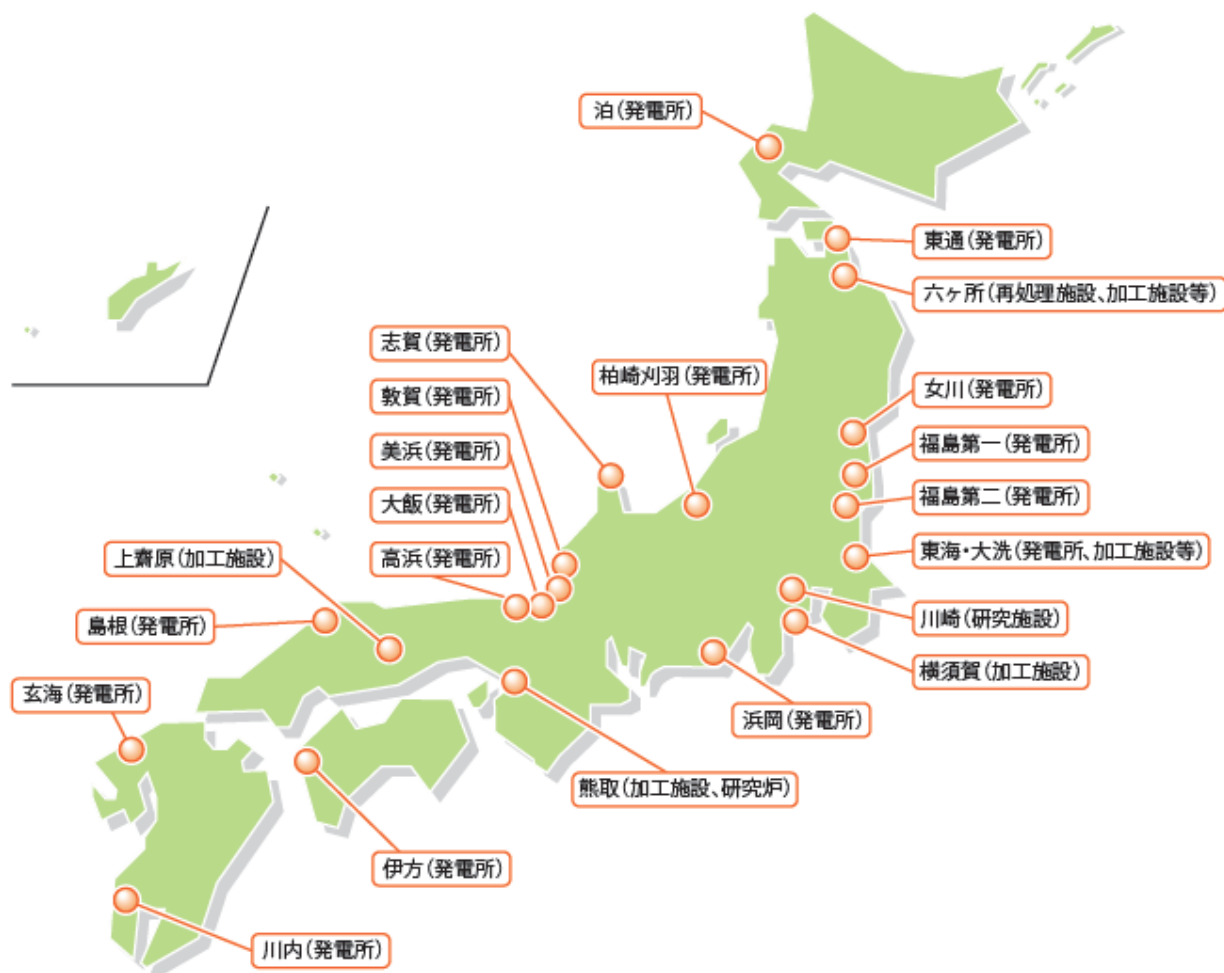 泊(発電所)
東通(発電所)
六ヶ所(再処理施設、加工施設等)
志賀(発電所)
柏崎刈羽(発電所)
敦賀(発電所)
女川(発電所)
美浜(発電所)
福島第一(発電所)
大飯(発電所)
福島第二(発電所)
高浜(発電所)
上齋原(加工施設)
東海・大洗(発電所、加工施設等)
島根(発電所)
川崎(研究施設)
横須賀(加工施設)
玄海(発電所)
浜岡(発電所)
熊取(加工施設、研究炉)
伊方(発電所)
川内(発電所)